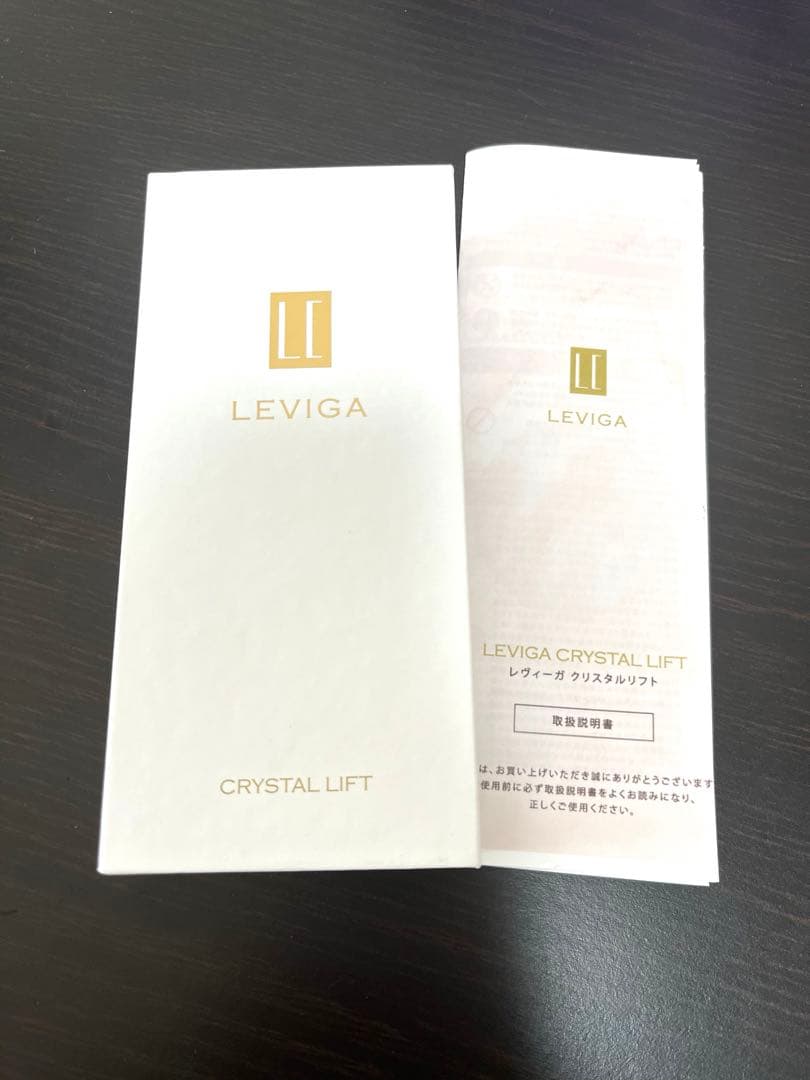 LEVIGA
CRYSTAL LIFT
LEVIGA
LEVIGA CRYSTAL LIFT
レヴィーガ クリスタルリフト
取扱説明書
は、お買い上げいただき誠にありがとうございます
使用前に必ず取扱説明書をよくお読みになり、
正しくご使用ください。